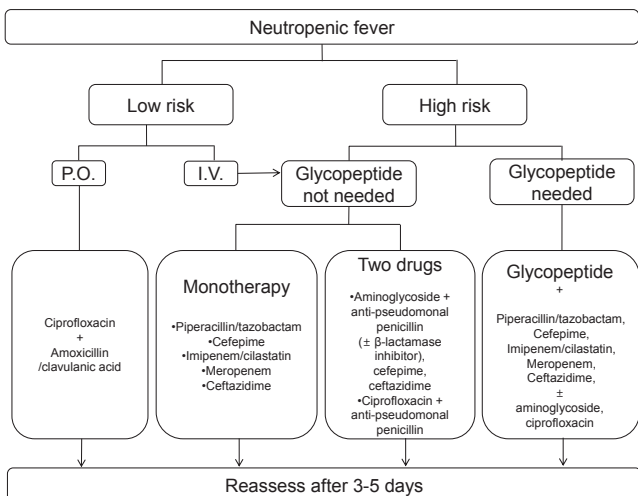 Neutropenic fever
Low risk
High risk
P.O.
I.V.
Glycopeptide
not needed
Glycopeptide
needed
Ciprofloxacin
+
Amoxicillin
/clavulanic acid
Monotherapy
•Piperacillin/tazobactam
•Cefepime
•Imipenem/cilastatin
•Meropenem
•Ceftazidime
Two drugs
•Aminoglycoside +
anti-pseudomonal
penicillin
(± β-lactamase
inhibitor),
cefepime,
ceftazidime
•Ciprofloxacin +
anti-pseudomonal
penicillin
Glycopeptide
+
Piperacillin/tazobactam,
Cefepime,
Imipenem/cilastatin,
Meropenem,
Ceftazidime,
±
aminoglycoside,
ciprofloxacin
Reassess after 3-5 days